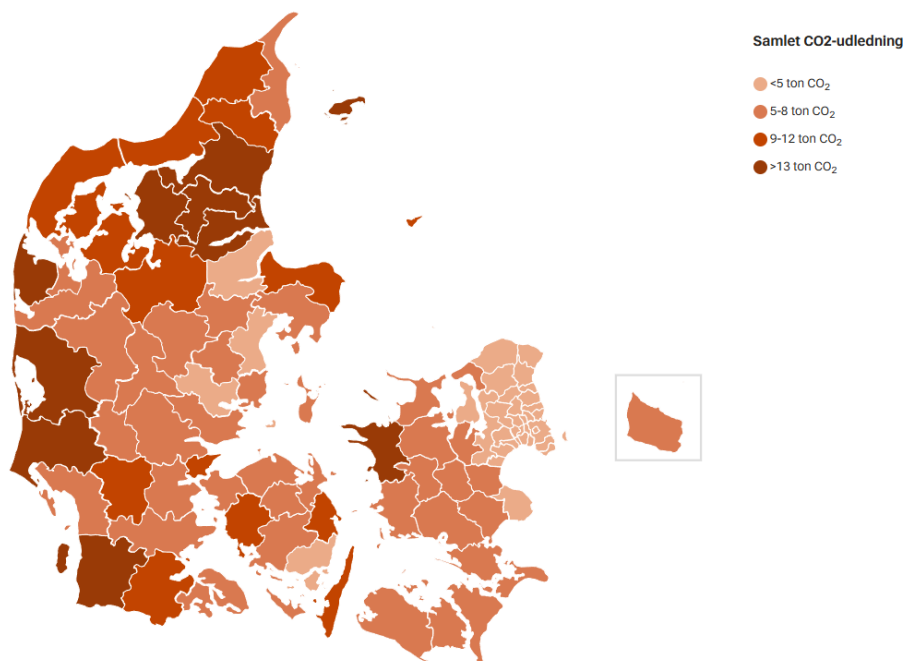 Samlet CO2-udledning
<5 ton CO₂
5-8 ton CO₂
9-12 ton CO₂
>13 ton CO₂